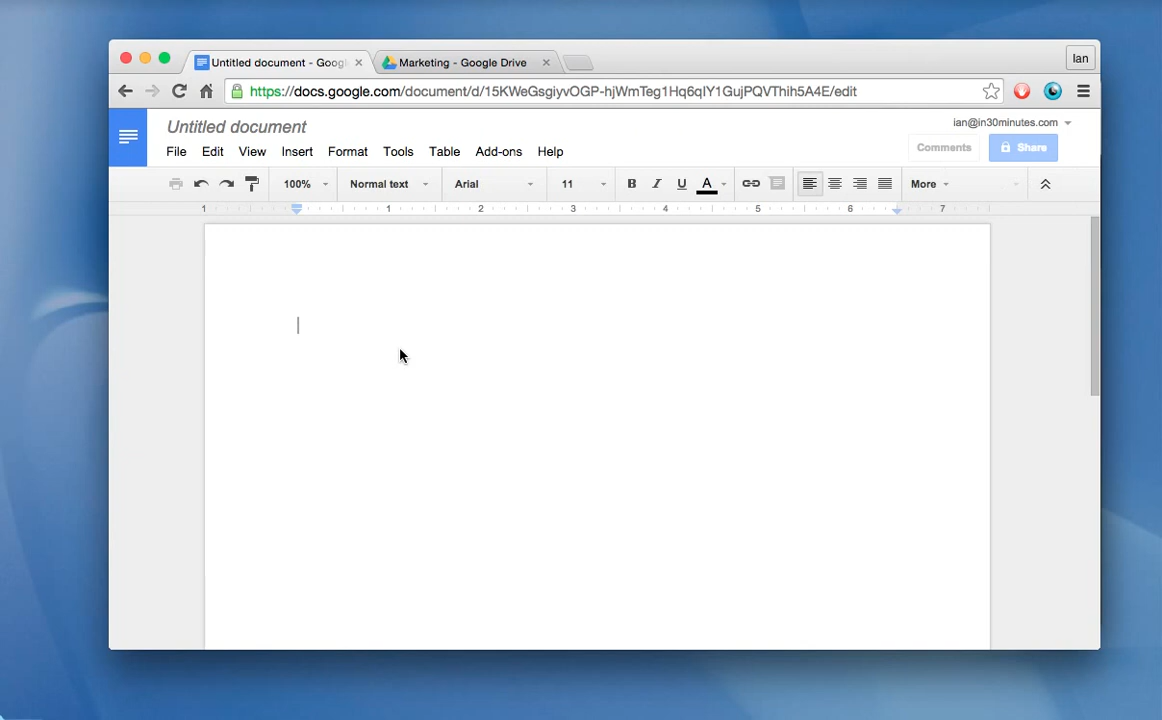 Untitled document - Goog
Marketing - Google Drive
Ian
https://docs.google.com/document/d/15KWeGsgiyvOGP-hjWmTeg1Hq6qIY1GujPQVThih5A4E/edit
Untitled document
ian@in30minutes.com
File Edit View Insert Format Tools Table Add-ons Help
Comments
Share
100% Normal text Arial 11 B I U A More
1 1 2 3 4 5 6 7